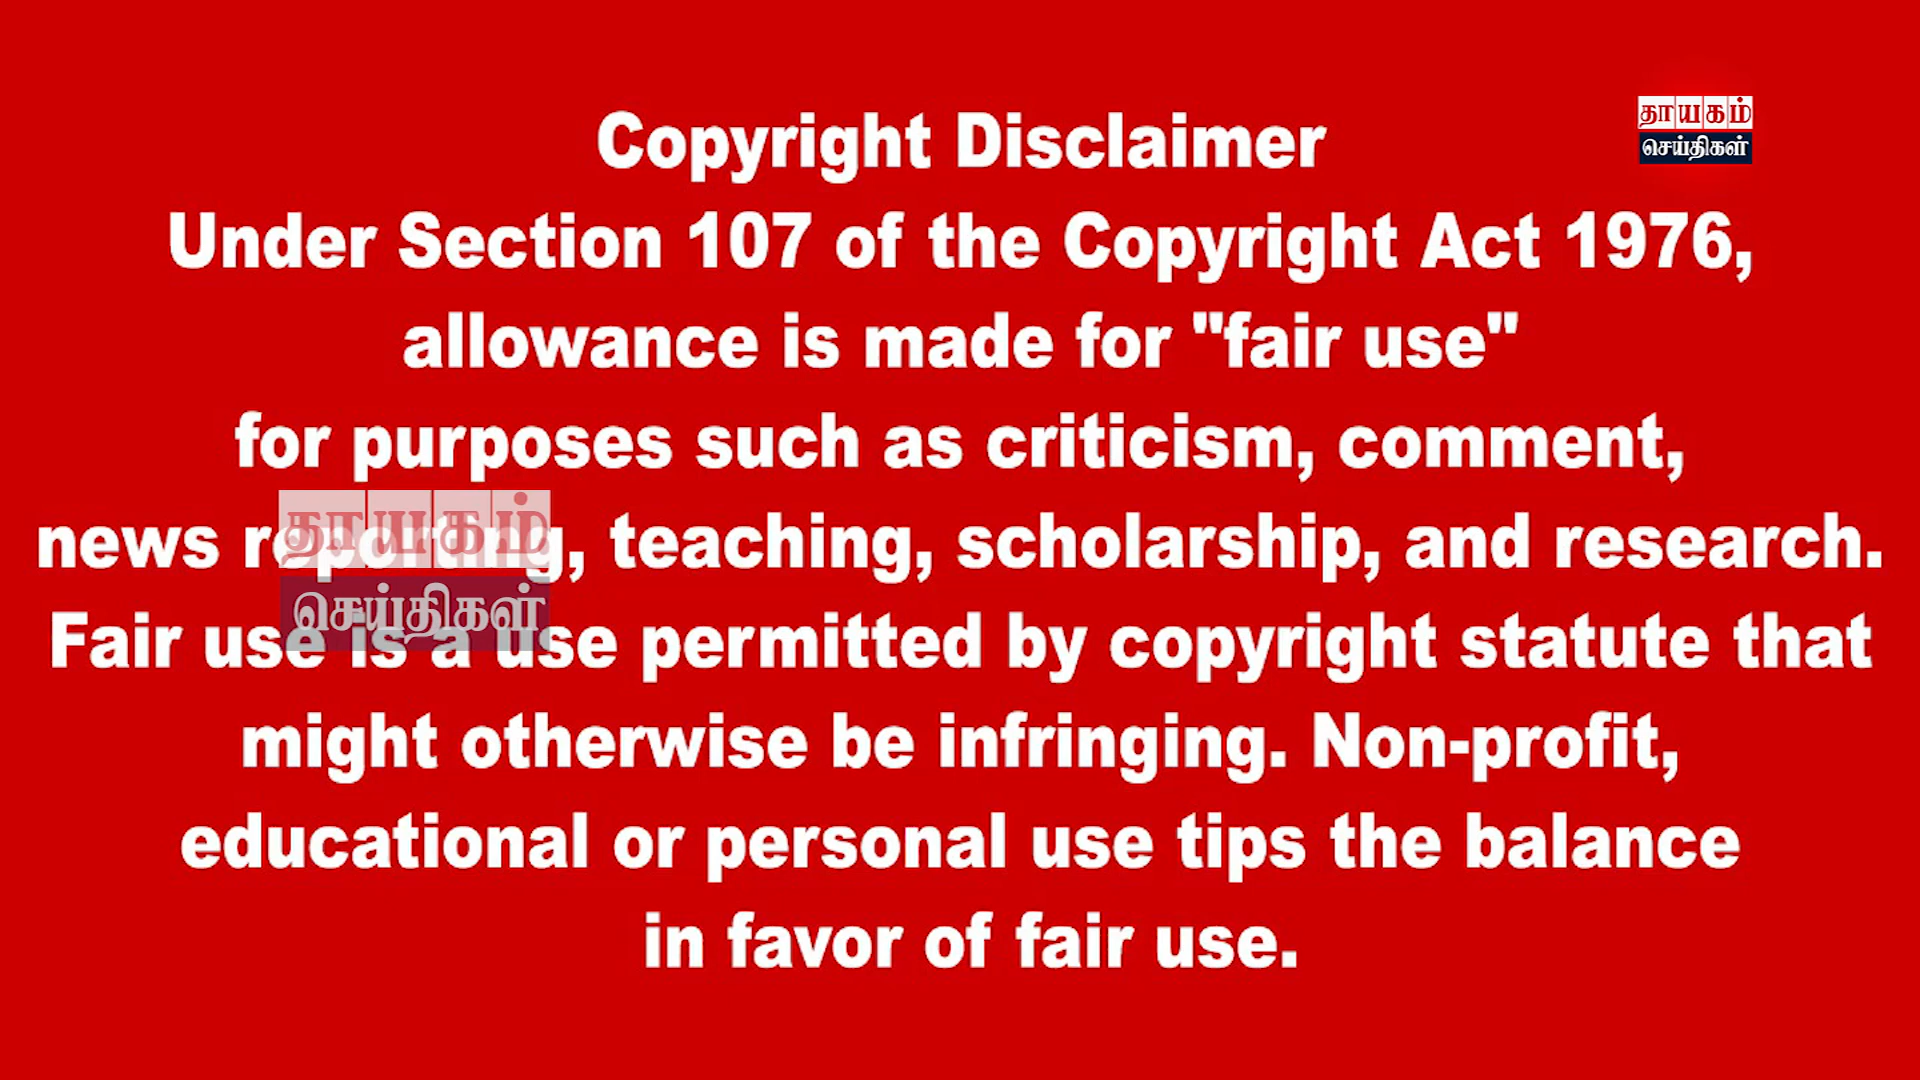 தாயகம்
செய்திகள்
Copyright Disclaimer
Under Section 107 of the Copyright Act 1976,
allowance is made for "fair use"
for purposes such as criticism, comment,
news reporting, teaching, scholarship, and research.
தாயகம்
செய்திகள்
Fair use is a use permitted by copyright statute that
might otherwise be infringing. Non-profit,
educational or personal use tips the balance
in favor of fair use.